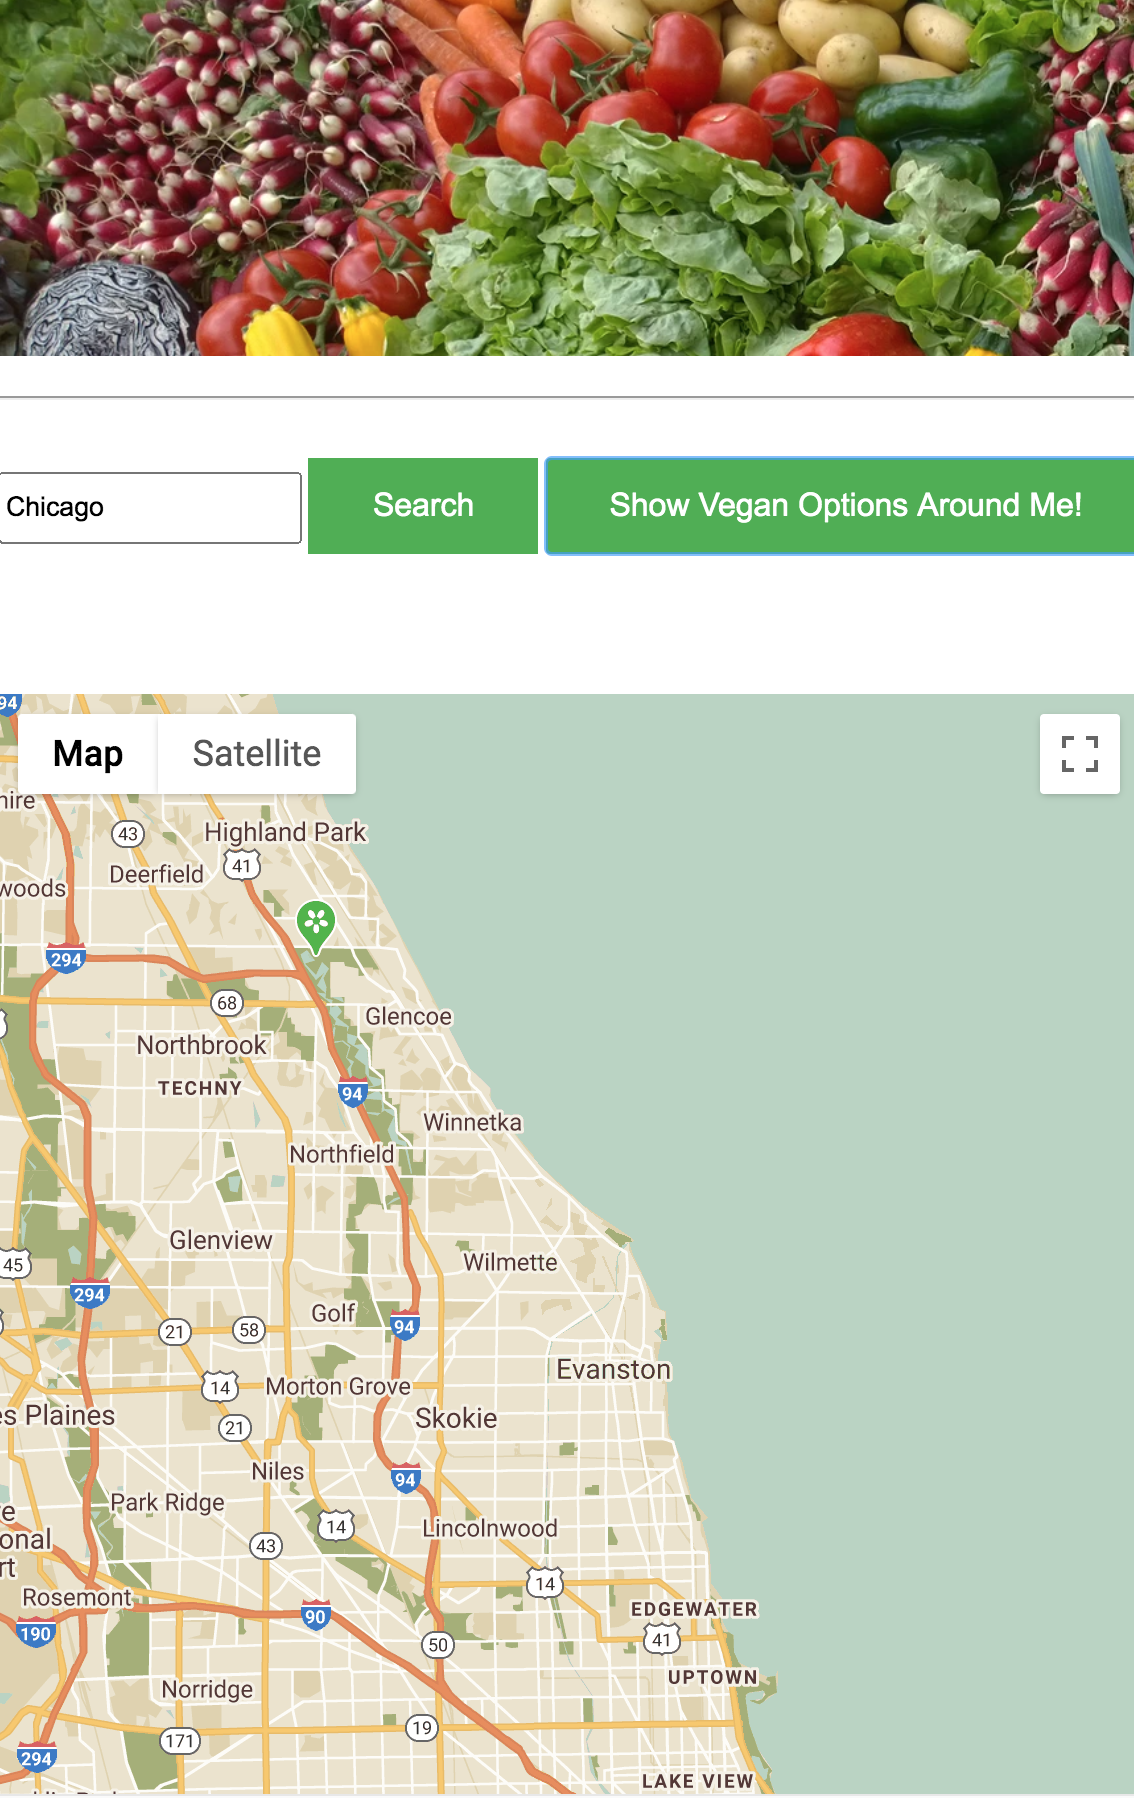 Chicago
Search
Show Vegan Options Around Me!
94
Map
Satellite
43
Highland Park
41
Deerfield
294
68
Glencoe
Northbrook
TECHNY
94
Winnetka
Northfield
Glenview
Wilmette
45
294
Golf
94
21
58
Evanston
14
Morton Grove
es Plaines
Skokie
21
Niles
94
Park Ridge
14
Lincolnwood
43
onal
14
Rosemont
EDGEWATER
90
190
41
50
UPTOWN
Norridge
19
171
294
LAKE VIEW